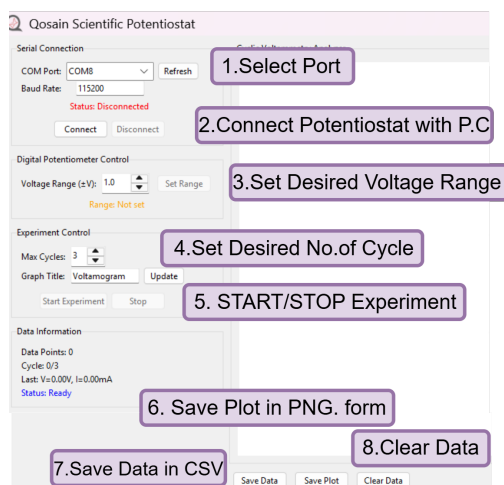 Qosain Scientific Potentiostat
Serial Connection
COM Port: COM8 Refresh
1.Select Port
Baud Rate: 115200
Status: Disconnected
Connect Disconnect
2.Connect Potentiostat with P.C
Digital Potentiometer Control
Voltage Range (±V): 1.0 Set Range
3.Set Desired Voltage Range
Range: Not set
Experiment Control
4.Set Desired No.of Cycle
Max Cycles: 3
Graph Title: Voltamogram Update
Start Experiment Stop
5. START/STOP Experiment
Data Information
Data Points: 0
Cycle: 0/3
Last: V=0.00V, I=0.00mA
Status: Ready
6. Save Plot in PNG. form
8.Clear Data
7.Save Data in CSV
Save Data Save Plot Clear Data